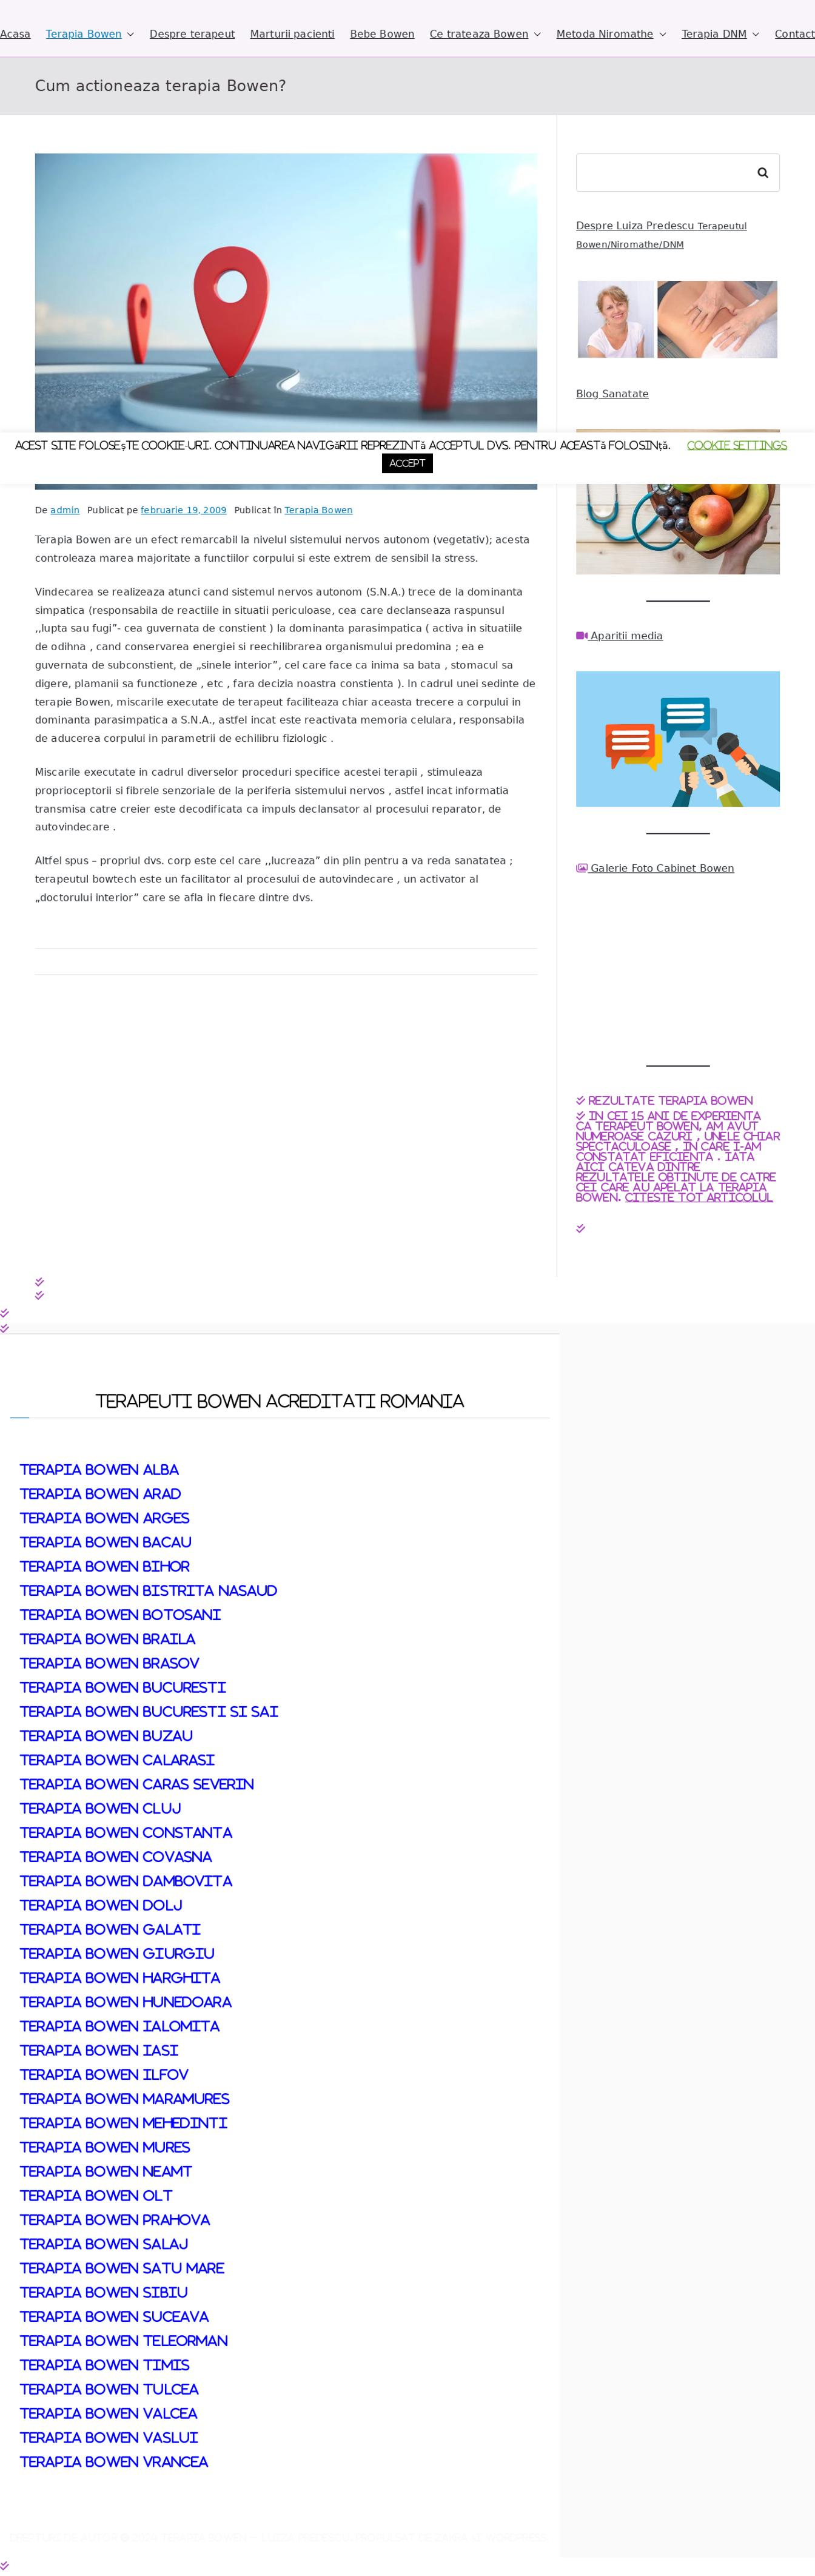 Acasa Terapia Bowen Despre terapeut Marturii pacienti Bebe Bowen Ce trateaza Bowen Metoda Niromathe Terapia DNM Contact
Cum actioneaza terapia Bowen?
De admin Publicat pe februarie 19, 2009 Publicat în Terapia Bowen
Terapia Bowen are un efect remarcabil la nivelul sistemului nervos autonom (vegetativ); acesta
controleaza marea majoritate a functiilor corpului si este extrem de sensibil la stress.
Vindecarea se realizeaza atunci cand sistemul nervos autonom (S.N.A.) trece de la dominanta
simpatica (responsabila de reactiile in situatii periculoase, cea care declanseaza raspunsul
,,lupta sau fugi”- cea guvernata de constient ) la dominanta parasimpatica ( activa in situatiile
de odihna , cand conservarea energiei si reechilibrarea organismului predomina ; ea e
guvernata de subconstient, de „sinele interior”, cel care face ca inima sa bata , stomacul sa
digere, plamanii sa functioneze , etc , fara decizia noastra constienta ). In cadrul unei sedinte de
terapie Bowen, miscarile executate de terapeut faciliteaza chiar aceasta trecere a corpului in
dominanta parasimpatica a S.N.A., astfel incat este reactivata memoria celulara, responsabila
de aducerea corpului in parametrii de echilibru fiziologic .
Miscarile executate in cadrul diverselor proceduri specifice acestei terapii , stimuleaza
proprioceptorii si fibrele senzoriale de la periferia sistemului nervos , astfel incat informatia
transmisa catre creier este decodificata ca impuls declansator al procesului reparator, de
autovindecare .
Altfel spus – propriul dvs. corp este cel care ,,lucreaza” din plin pentru a va reda sanatatea ;
terapeutul bowtech este un facilitator al procesului de autovindecare , un activator al
„doctorului interior” care se afla in fiecare dintre dvs.
Despre Luiza Predescu Terapeutul
Bowen/Niromathe/DNM
Blog Sanatate
ACEST SITE FOLOSEȘTE COOKIE-URI. CONTINUAREA NAVIGĂRII REPREZINTĂ ACCEPTUL DVS. PENTRU ACEASTĂ FOLOSINȚĂ. COOKIE SETTINGS
ACCEPT
Aparitii media
Galerie Foto Cabinet Bowen
REZULTATE TERAPIA BOWEN
IN CEI 15 ANI DE EXPERIENTA
CA TERAPEUT BOWEN, AM AVUT
NUMEROASE CAZURI , UNELE CHIAR
SPECTACULOASE , IN CARE I-AM
CONSTATAT EFICIENTA . IATA
AICI CATEVA DINTRE
REZULTATELE OBTINUTE DE CATRE
CEI CARE AU APELAT LA TERAPIA
BOWEN. CITESTE TOT ARTICOLUL
TERAPEUTI BOWEN ACREDITATI ROMANIA
TERAPIA BOWEN ALBA
TERAPIA BOWEN ARAD
TERAPIA BOWEN ARGES
TERAPIA BOWEN BACAU
TERAPIA BOWEN BIHOR
TERAPIA BOWEN BISTRITA NASAUD
TERAPIA BOWEN BOTOSANI
TERAPIA BOWEN BRAILA
TERAPIA BOWEN BRASOV
TERAPIA BOWEN BUCURESTI
TERAPIA BOWEN BUCURESTI SI SAI
TERAPIA BOWEN BUZAU
TERAPIA BOWEN CALARASI
TERAPIA BOWEN CARAS SEVERIN
TERAPIA BOWEN CLUJ
TERAPIA BOWEN CONSTANTA
TERAPIA BOWEN COVASNA
TERAPIA BOWEN DAMBOVITA
TERAPIA BOWEN DOLJ
TERAPIA BOWEN GALATI
TERAPIA BOWEN GIURGIU
TERAPIA BOWEN HARGHITA
TERAPIA BOWEN HUNEDOARA
TERAPIA BOWEN IALOMITA
TERAPIA BOWEN IASI
TERAPIA BOWEN ILFOV
TERAPIA BOWEN MARAMURES
TERAPIA BOWEN MEHEDINTI
TERAPIA BOWEN MURES
TERAPIA BOWEN NEAMT
TERAPIA BOWEN OLT
TERAPIA BOWEN PRAHOVA
TERAPIA BOWEN SALAJ
TERAPIA BOWEN SATU MARE
TERAPIA BOWEN SIBIU
TERAPIA BOWEN SUCEAVA
TERAPIA BOWEN TELEORMAN
TERAPIA BOWEN TIMIS
TERAPIA BOWEN TULCEA
TERAPIA BOWEN VALCEA
TERAPIA BOWEN VASLUI
TERAPIA BOWEN VRANCEA